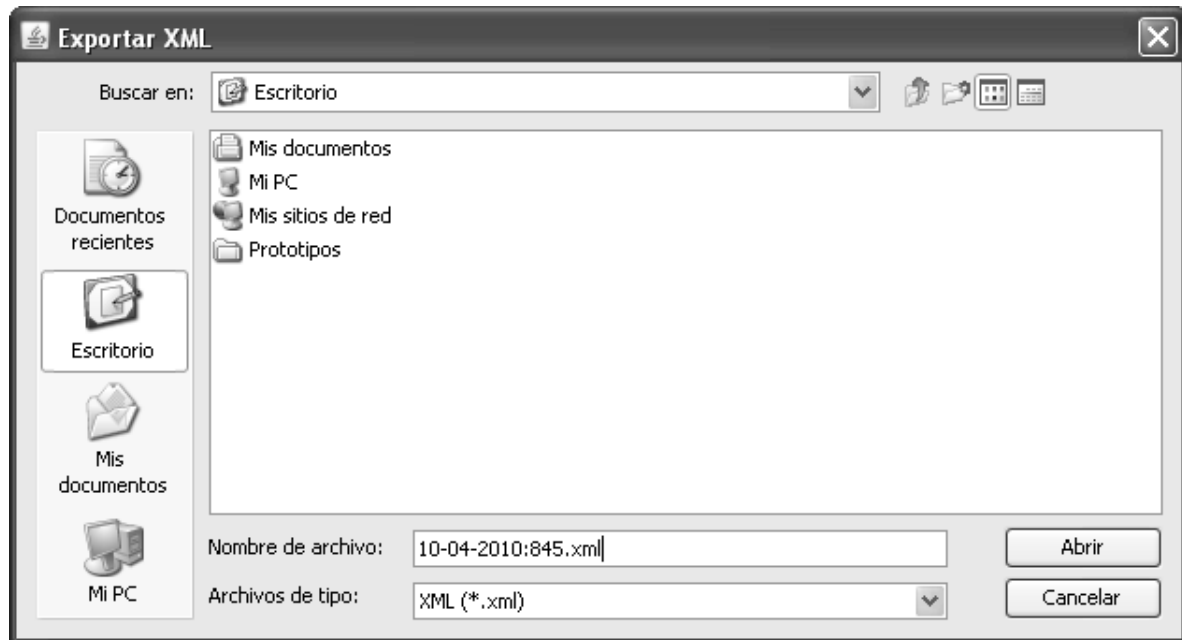 Exportar XML
Buscar en:
Escritorio
Documentos
recientes
Escritorio
Mis
documentos
Mi PC
Mis documentos
Mi PC
Mis sitios de red
Prototipos
Nombre de archivo:
10-04-2010:845.xml
Abrir
Archivos de tipo:
XML (*.xml)
Cancelar